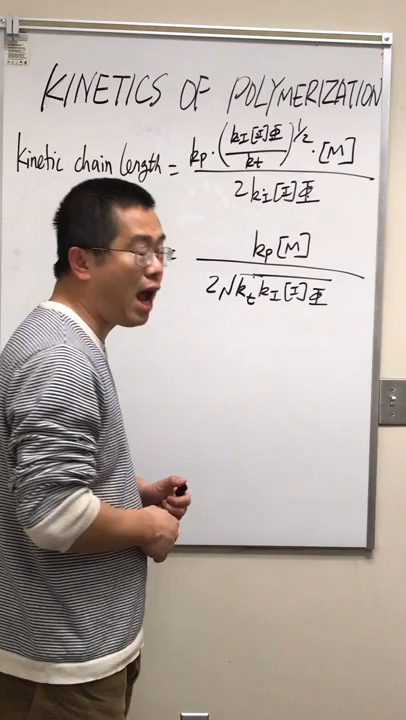 KINETICS OF POLYMERIZATION
kinetic chain length = kp · (kI[I]Φ / kt)^1/2 · [M] / 2kI[I]Φ
= kp[M] / 2√kt kI[I]Φ